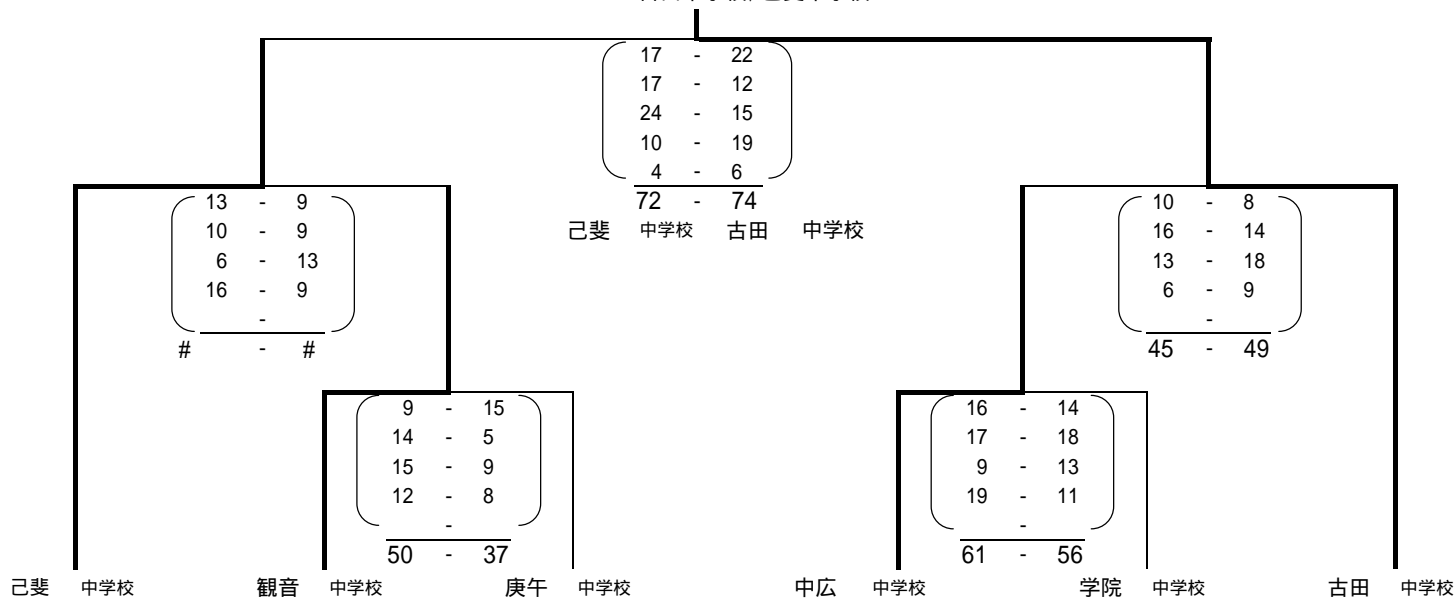 17 - 22
17 - 12
24 - 15
10 - 19
4 - 6
72 - 74
己斐 中学校 古田 中学校
13 - 9
10 - 9
6 - 13
16 - 9
-
# - #
10 - 8
16 - 14
13 - 18
6 - 9
-
45 - 49
9 - 15
14 - 5
15 - 9
12 - 8
-
50 - 37
16 - 14
17 - 18
9 - 13
19 - 11
-
61 - 56
己斐 中学校 観音 中学校 庚午 中学校 中広 中学校 学院 中学校 古田 中学校